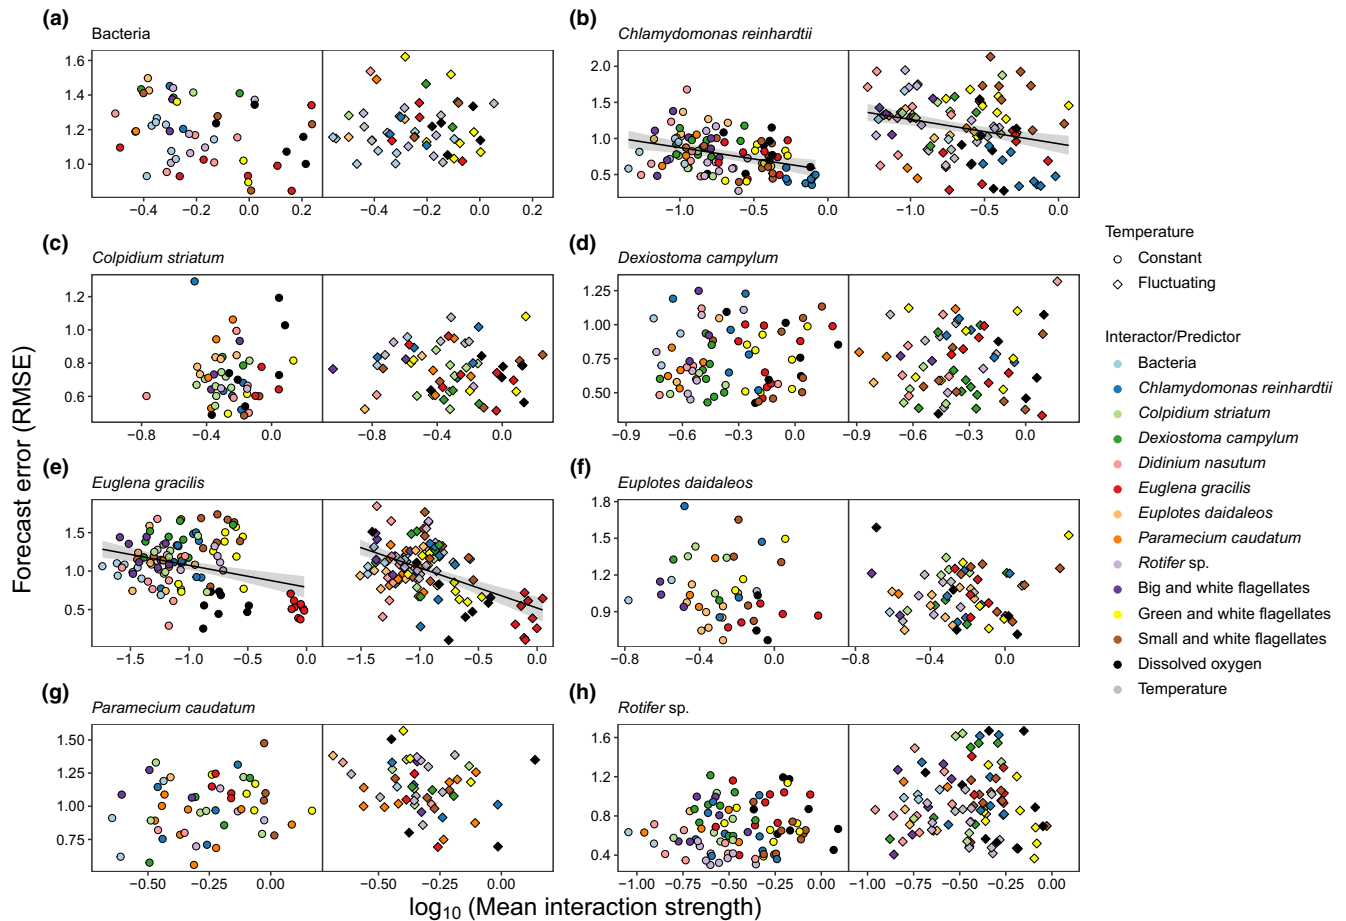 (a)
Bacteria
1.6
1.4
1.2
1.0
−0.4 −0.2 0.0 0.2
−0.4 −0.2 0.0 0.2
(b)
Chlamydomonas reinhardtii
2.0
1.5
1.0
0.5
−1.0 −0.5 0.0
−1.0 −0.5 0.0
(c)
Colpidium striatum
1.2
1.0
0.8
0.6
−0.8 −0.4 0.0
−0.8 −0.4 0.0
(d)
Dexiostoma campylum
1.25
1.00
0.75
0.50
−0.9 −0.6 −0.3 0.0
−0.9 −0.6 −0.3 0.0
(e)
Euglena gracilis
1.5
1.0
0.5
−1.5 −1.0 −0.5 0.0
−1.5 −1.0 −0.5 0.0
(f)
Euplotes daidaleos
1.8
1.5
1.2
0.9
−0.8 −0.4 0.0
−0.8 −0.4 0.0
(g)
Paramecium caudatum
1.50
1.25
1.00
0.75
−0.50 −0.25 0.00
−0.50 −0.25 0.00
(h)
Rotifer sp.
1.6
1.2
0.8
0.4
−1.00 −0.75 −0.50 −0.25 0.00
−1.00 −0.75 −0.50 −0.25 0.00
Forecast error (RMSE)
log10 (Mean interaction strength)
Temperature
Constant
Fluctuating
Interactor/Predictor
Bacteria
Chlamydomonas reinhardtii
Colpidium striatum
Dexiostoma campylum
Didinium nasutum
Euglena gracilis
Euplotes daidaleos
Paramecium caudatum
Rotifer sp.
Big and white flagellates
Green and white flagellates
Small and white flagellates
Dissolved oxygen
Temperature